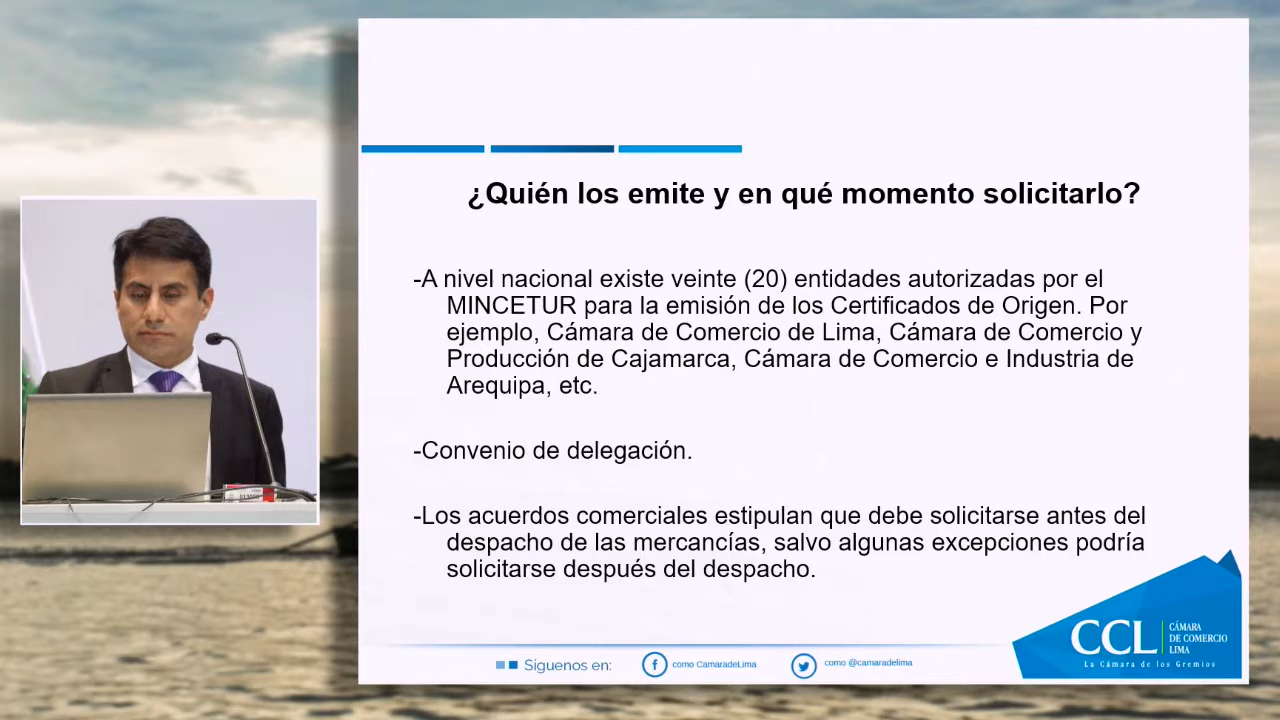 ¿Quién los emite y en qué momento solicitarlo?
-A nivel nacional existe veinte (20) entidades autorizadas por el
MINCETUR para la emisión de los Certificados de Origen. Por
ejemplo, Cámara de Comercio de Lima, Cámara de Comercio y
Producción de Cajamarca, Cámara de Comercio e Industria de
Arequipa, etc.
-Convenio de delegación.
-Los acuerdos comerciales estipulan que debe solicitarse antes del
despacho de las mercancías, salvo algunas excepciones podría
solicitarse después del despacho.
CCL
CÁMARA
DE COMERCIO
LIMA
La Cámara de los Gremios
Síguenos en:
como CamaradeLima
como @camaradelima